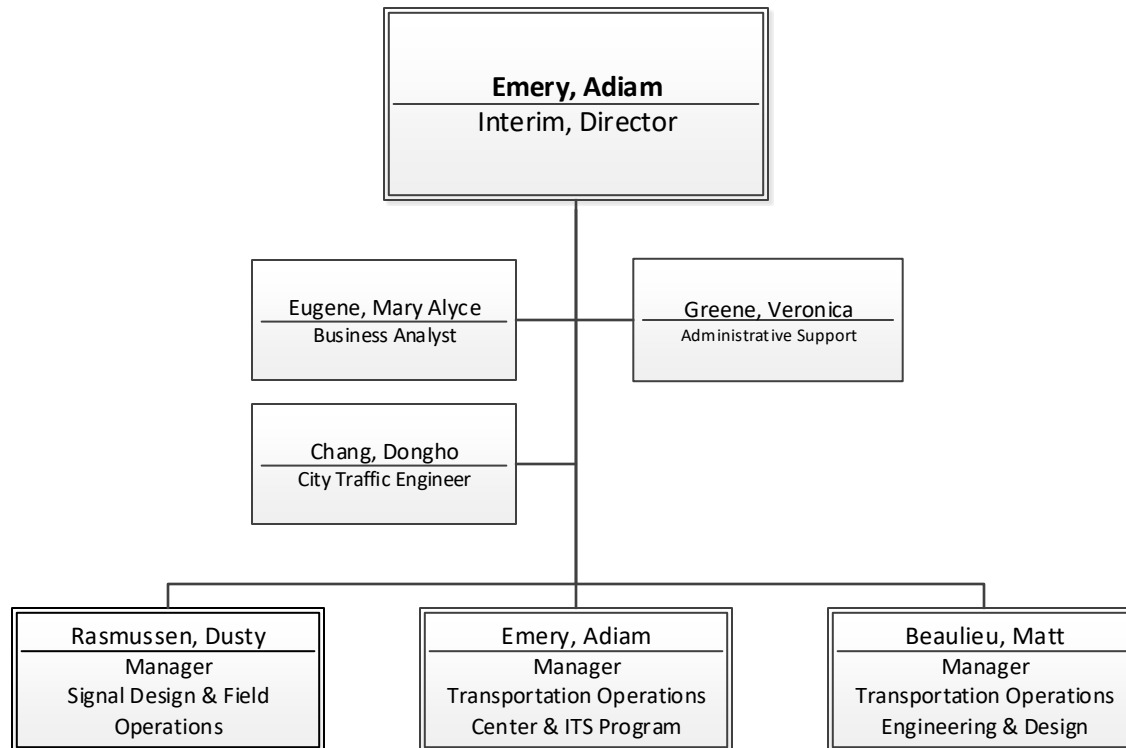 Emery, Adiam
Interim, Director
Eugene, Mary Alyce
Business Analyst
Greene, Veronica
Administrative Support
Chang, Dongho
City Traffic Engineer
Rasmussen, Dusty
Manager
Signal Design & Field
Operations
Emery, Adiam
Manager
Transportation Operations
Center & ITS Program
Beaulieu, Matt
Manager
Transportation Operations
Engineering & Design